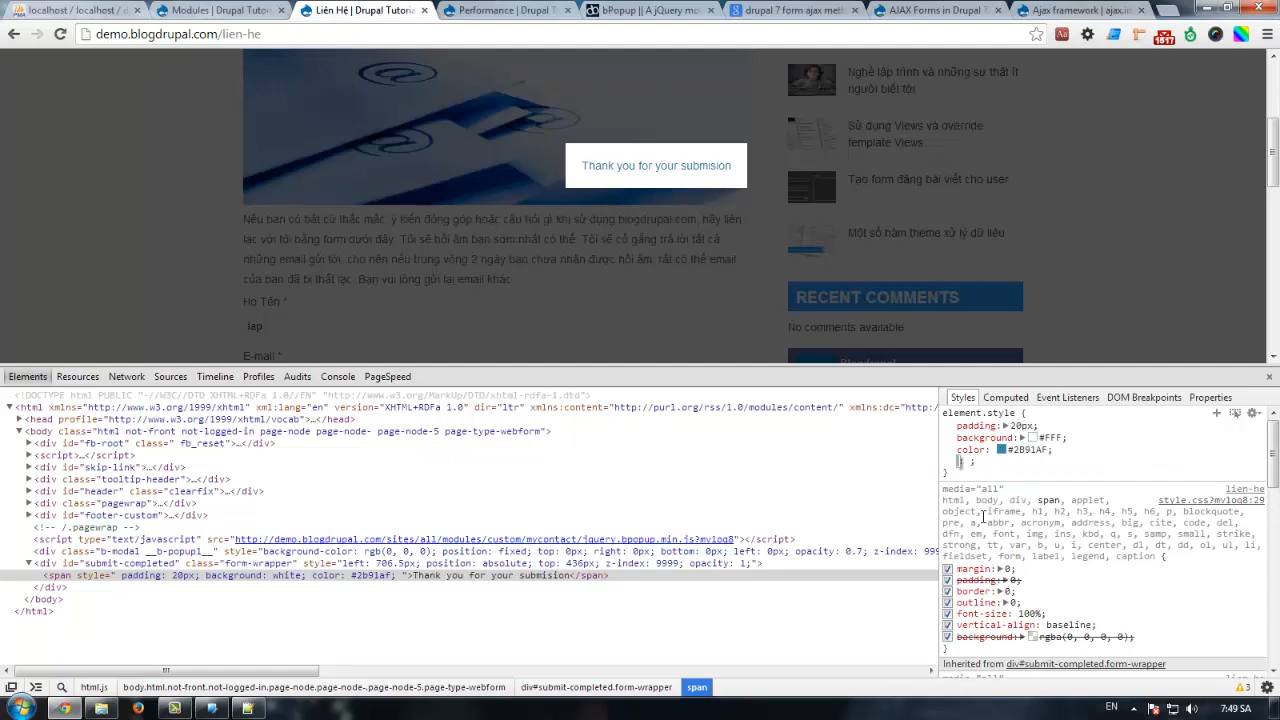 localhost / localhost / d
Modules | Drupal Tutori
Liên Hệ | Drupal Tutoria
Performance | Drupal T
bPopup || A jQuery mo
drupal 7 form ajax met
AJAX Forms in Drupal 7
Ajax framework | ajax.in
demo.blogdrupal.com/lien-he
1517
Nghề lập trình và những sự thật ít
người biết tới
Sử dụng Views và override
template Views
Tạo form đăng bài viết cho user
Một số hàm theme xử lý dữ liệu
Thank you for your submision
Nếu bạn có bất cứ thắc mắc, ý kiến đóng góp hoặc câu hỏi gì khi sử dụng blogdrupal.com, hãy liên
lạc với tôi bằng form dưới đây. Tôi sẽ hồi âm bạn sớm nhất có thể. Tôi sẽ cố gắng trả lời tất cả
những email gửi tới, cho nên nếu trong vòng 2 ngày bạn chưa nhận được hồi âm, rất có thể email
của bạn đã bị thất lạc. Bạn vui lòng gửi lại email khác.
Họ Tên *
lap
E-mail *
RECENT COMMENTS
No comments available
Blogdrupal
Elements Resources Network Sources Timeline Profiles Audits Console PageSpeed
<!DOCTYPE html PUBLIC "-//W3C//DTD XHTML+RDFa 1.0//EN" "http://www.w3.org/MarkUp/DTD/xhtml-rdfa-1.dtd">
<html xmlns="http://www.w3.org/1999/xhtml" xml:lang="en" version="XHTML+RDFa 1.0" dir="ltr" xmlns:content="http://purl.org/rss/1.0/modules/content/" xmlns:dc="htt
<head profile="http://www.w3.org/1999/xhtml/vocab">…</head>
<body class="html not-front not-logged-in page-node page-node- page-node-5 page-type-webform">
<div id="fb-root" class=" fb_reset">…</div>
<script>…</script>
<div id="skip-link">…</div>
<div class="tooltip-header">…</div>
<div id="header" class="clearfix">…</div>
<div class="pagewrap">…</div>
<div id="footer-custom">…</div>
<!-- /.pagewrap -->
<script type="text/javascript" src="http://demo.blogdrupal.com/sites/all/modules/custom/mycontact/jquery.bpopup.min.js?mv1oq8"></script>
<div class="b-modal __b-popup1__" style="background-color: rgb(0, 0, 0); position: fixed; top: 0px; right: 0px; bottom: 0px; left: 0px; opacity: 0.7; z-
<div id="submit-completed" class="form-wrapper" style="left: 706.5px; position: absolute; top: 436px; z-index: 9999; opacity: 1;">
<span style=" padding: 20px; background: white; color: #2b91af; ">Thank you for your submision</span>
</div>
</body>
</html>
Styles Computed Event Listeners DOM Breakpoints Properties
element.style {
padding: 20px;
background: #FFF;
color: #2B91AF;
: ;
}
media="all" lien-he
html, body, div, span, applet, style.css?mv1oq8:29
object, iframe, h1, h2, h3, h4, h5, h6, p, blockquote,
pre, a, abbr, acronym, address, big, cite, code, del,
dfn, em, font, img, ins, kbd, q, s, samp, small, strike,
strong, tt, var, b, u, i, center, dl, dt, dd, ol, ul, li,
fieldset, form, label, legend, caption {
margin: 0;
padding: 0;
border: 0;
outline: 0;
font-size: 100%;
vertical-align: baseline;
background: rgba(0, 0, 0, 0);
}
Inherited from div#submit-completed.form-wrapper
html.js body.html.not-front.not-logged-in.page-node.page-node-.page-node-5.page-type-webform div#submit-completed.form-wrapper span
3
EN
7:49 SA